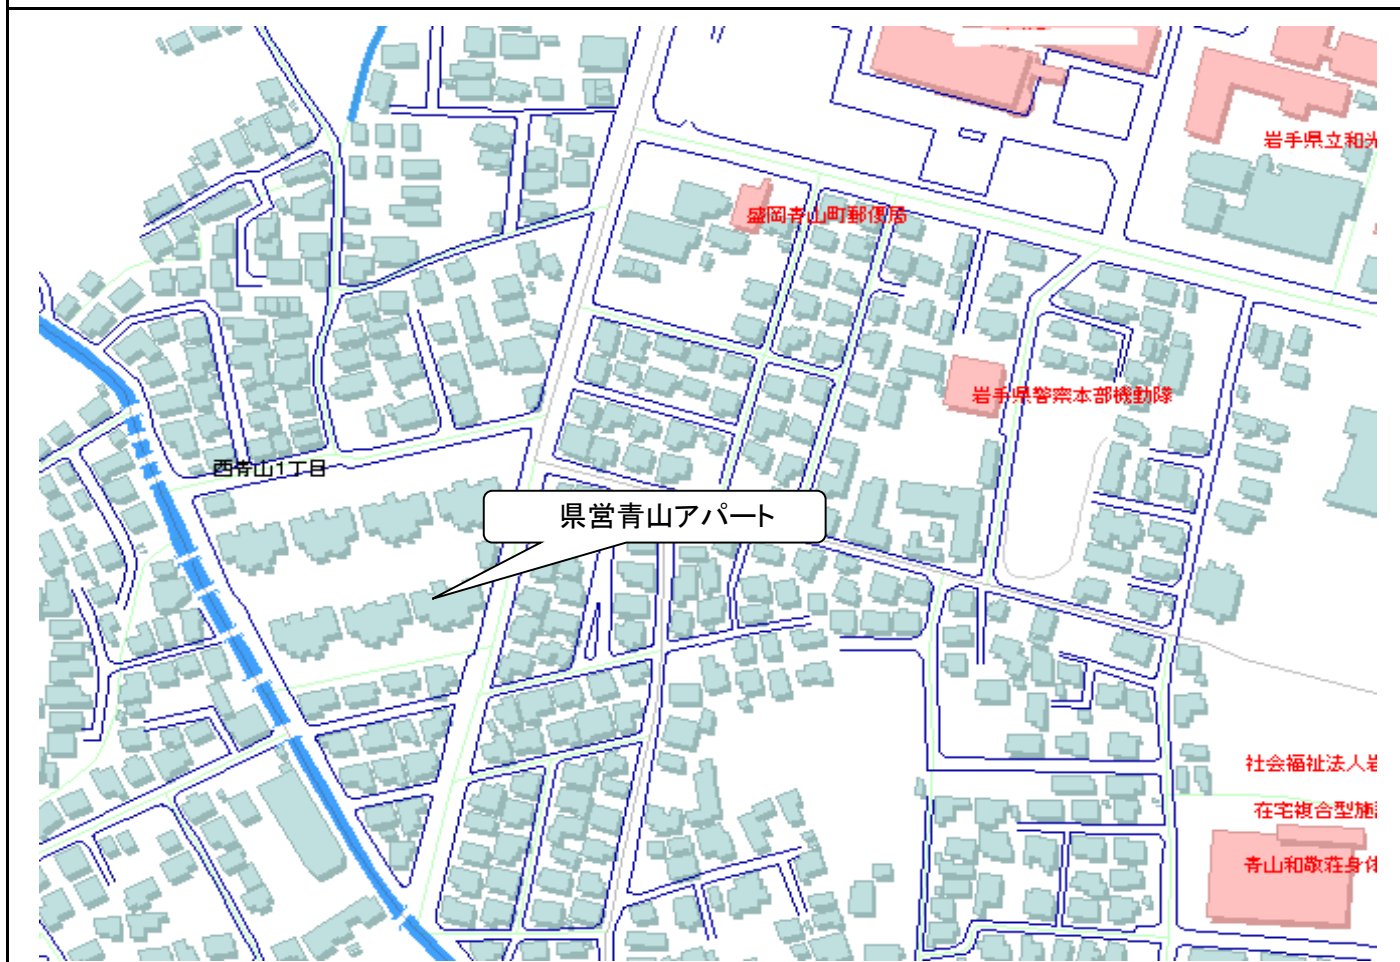 岩手県立和光
盛岡青山町郵便局
岩手県警察本部機動隊
西青山1丁目
県営青山アパート
社会福祉法人岩
在宅複合型施設
青山和敬荘身体